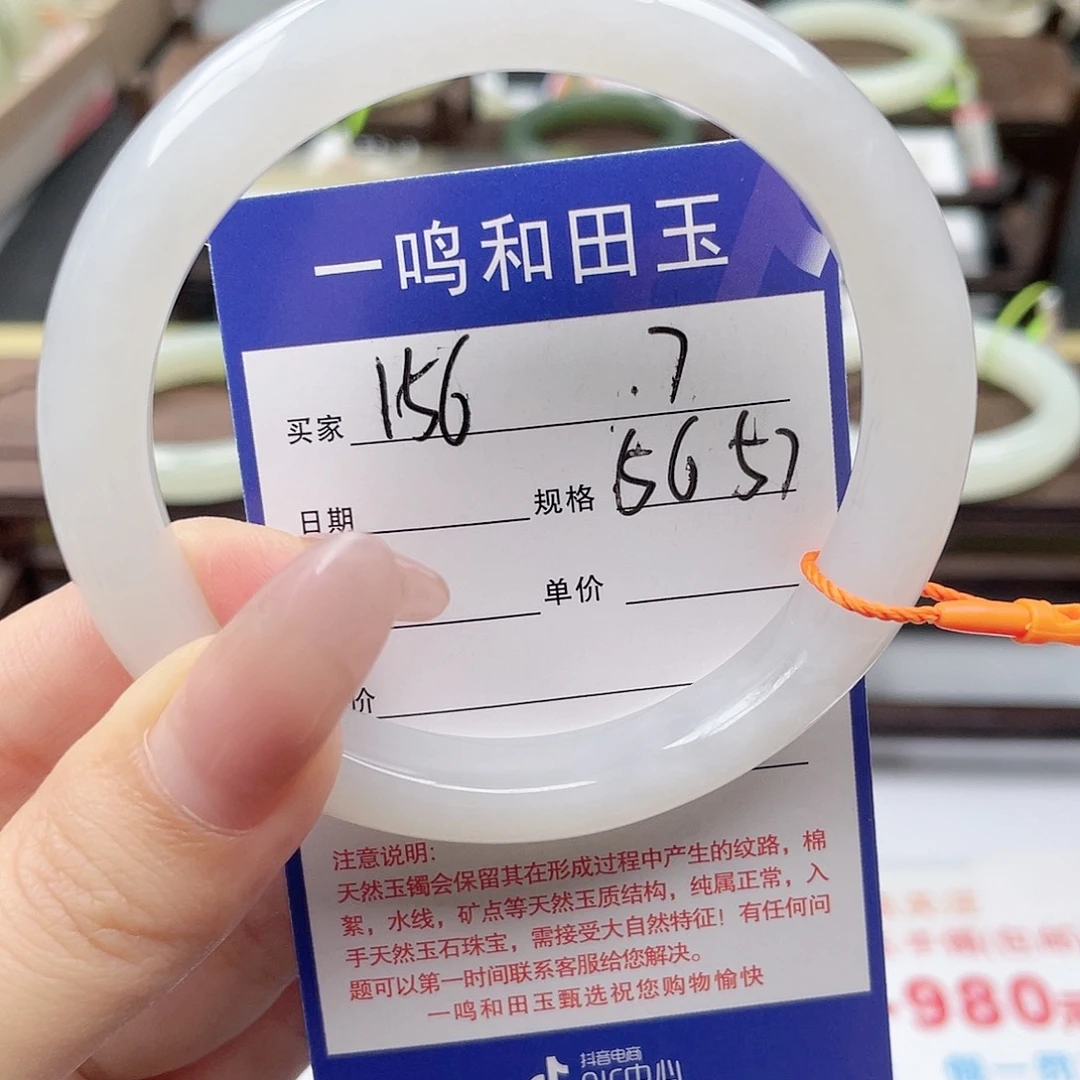 一鸣和田玉
买家 156 .7
日期 规格 56 57
单价
价
注意说明:
天然玉镯会保留其在形成过程中产生的纹路，棉
絮，水线，矿点等天然玉质结构，纯属正常，入
手天然玉石珠宝，需接受大自然特征！有任何问
题可以第一时间联系客服给您解决。
一鸣和田玉甄选祝您购物愉快
抖音电商
980